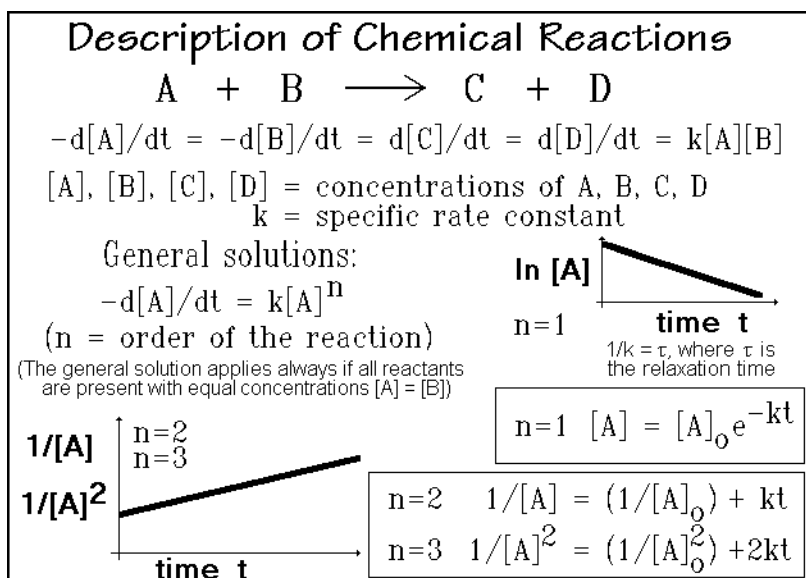 Description of Chemical Reactions
A + B ⟶ C + D
-d[A]/dt = -d[B]/dt = d[C]/dt = d[D]/dt = k[A][B]
[A], [B], [C], [D] = concentrations of A, B, C, D
k = specific rate constant
General solutions:
-d[A]/dt = k[A]^n
(n = order of the reaction)
(The general solution applies always if all reactants
are present with equal concentrations [A] = [B])
ln [A]
n=1
time t
1/k = τ, where τ is
the relaxation time
n=1 [A] = [A]₀e^-kt
1/[A] n=2
n=3
1/[A]²
time t
n=2 1/[A] = (1/[A]₀) + kt
n=3 1/[A]² = (1/[A]₀²) +2kt